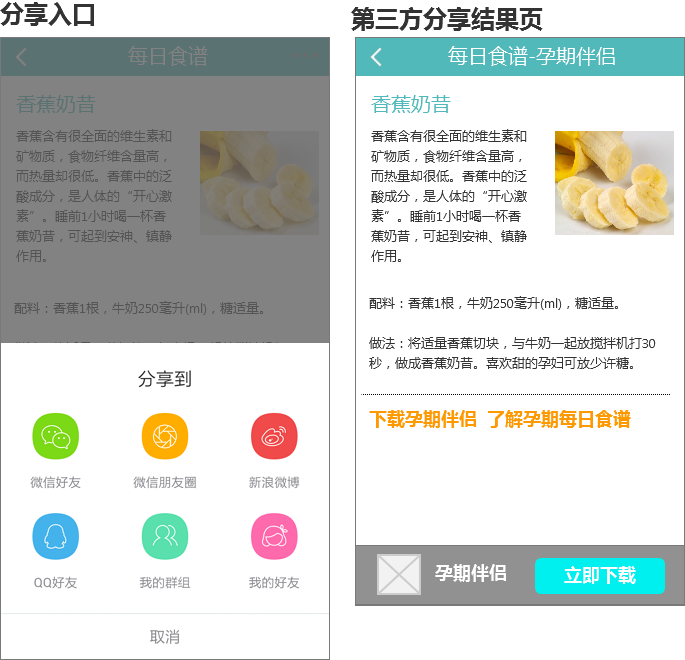 分享入口
每日食谱
香蕉奶昔
香蕉含有很全面的维生素和
矿物质，食物纤维含量高，
而热量却很低。香蕉中的泛
酸成分，是人体的“开心激
素”。睡前1小时喝一杯香
蕉奶昔，可起到安神、镇静
作用。
配料：香蕉1根，牛奶250毫升(ml)，糖适量。
分享到
微信好友
微信朋友圈
新浪微博
QQ好友
我的群组
我的好友
取消
第三方分享结果页
每日食谱-孕期伴侣
香蕉奶昔
香蕉含有很全面的维生素和
矿物质，食物纤维含量高，
而热量却很低。香蕉中的泛
酸成分，是人体的“开心激
素”。睡前1小时喝一杯香
蕉奶昔，可起到安神、镇静
作用。
配料：香蕉1根，牛奶250毫升(ml)，糖适量。
做法：将适量香蕉切块，与牛奶一起放搅拌机打30
秒，做成香蕉奶昔。喜欢甜的孕妇可放少许糖。
下载孕期伴侣 了解孕期每日食谱
孕期伴侣
立即下载